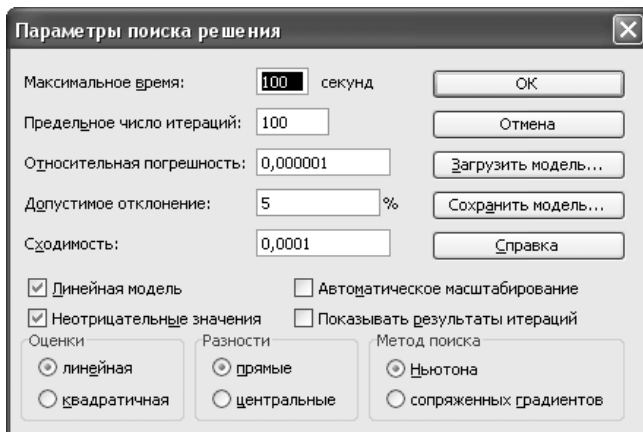 Параметры поиска решения
Максимальное время: 100 секунд
ОК
Предельное число итераций: 100
Отмена
Относительная погрешность: 0,000001
Загрузить модель...
Допустимое отклонение: 5 %
Сохранить модель...
Сходимость: 0,0001
Справка
Линейная модель
Автоматическое масштабирование
Неотрицательные значения
Показывать результаты итераций
Оценки
линейная
квадратичная
Разности
прямые
центральные
Метод поиска
Ньютона
сопряженных градиентов